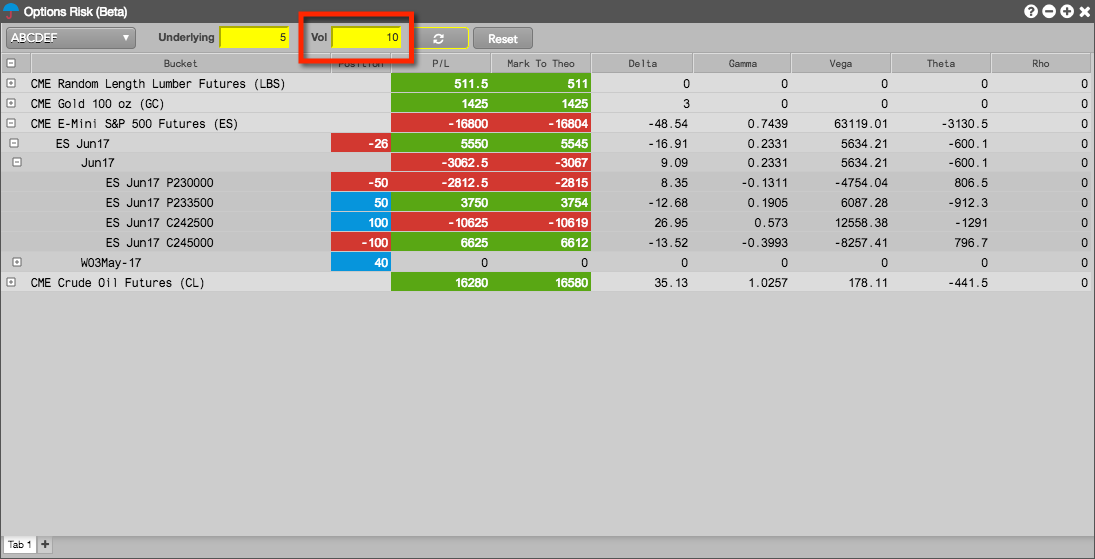 Options Risk (Beta)
ABCDEF Underlying 5 Vol 10 Reset
Bucket Position P/L Mark To Theo Delta Gamma Vega Theta Rho
CME Random Length Lumber Futures (LBS) 511.5 511 0 0 0 0 0
CME Gold 100 oz (GC) 1425 1425 3 0 0 0 0
CME E-Mini S&P 500 Futures (ES) -16800 -16804 -48.54 0.7439 63119.01 -3130.5 0
ES Jun17 -26 5550 5545 -16.91 0.2331 5634.21 -600.1 0
Jun17 -3062.5 -3067 9.09 0.2331 5634.21 -600.1 0
ES Jun17 P230000 -50 -2812.5 -2815 8.35 -0.1311 -4754.04 806.5 0
ES Jun17 P233500 50 3750 3754 -12.68 0.1905 6087.28 -912.3 0
ES Jun17 C242500 100 -10625 -10619 26.95 0.573 12558.38 -1291 0
ES Jun17 C245000 -100 6625 6612 -13.52 -0.3993 -8257.41 796.7 0
WO3May-17 40 0 0 0 0 0 0 0
CME Crude Oil Futures (CL) 16280 16580 35.13 1.0257 178.11 -441.5 0
Tab 1 +